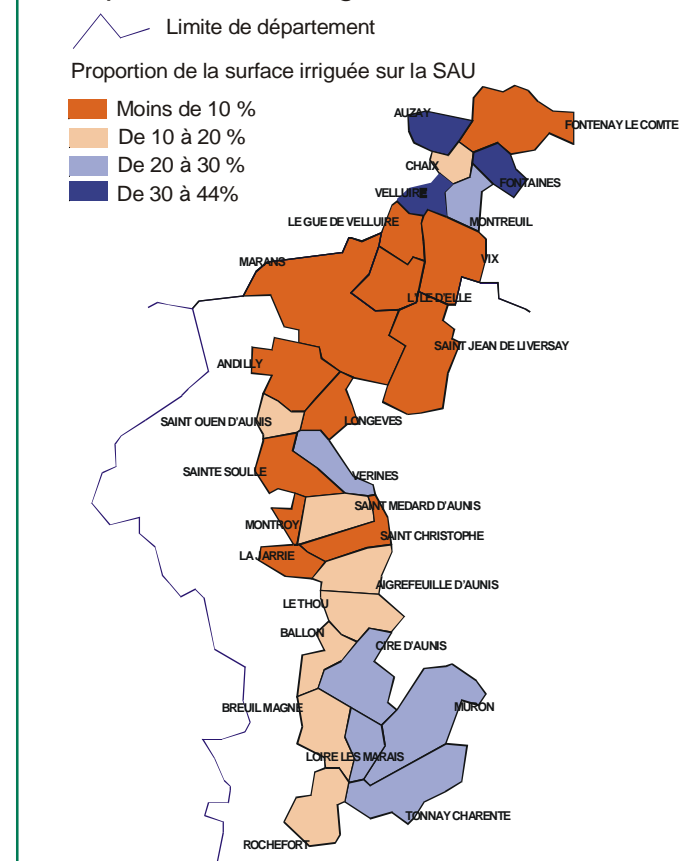 Limite de département
Proportion de la surface irriguée sur la SAU
Moins de 10 %
De 10 à 20 %
De 20 à 30 %
De 30 à 44%
AUZAY
FONTENAY LE COMTE
CHAIX
FONTAINES
VELLUIRE
LE GUE DE VELLUIRE
MONTREUIL
VIX
MARANS
L'ILE D'ELLE
SAINT JEAN DE LIVERSAY
ANDILLY
SAINT OUEN D'AUNIS
LONGEVES
SAINTE SOULLE
VERINES
SAINT MEDARD D'AUNIS
MONTROY
SAINT CHRISTOPHE
LA JARRIE
AIGREFEUILLE D'AUNIS
LE THOU
BALLON
CIRE D'AUNIS
BREUIL MAGNE
MURON
LOIRE LES MARAIS
TONNAY CHARENTE
ROCHEFORT